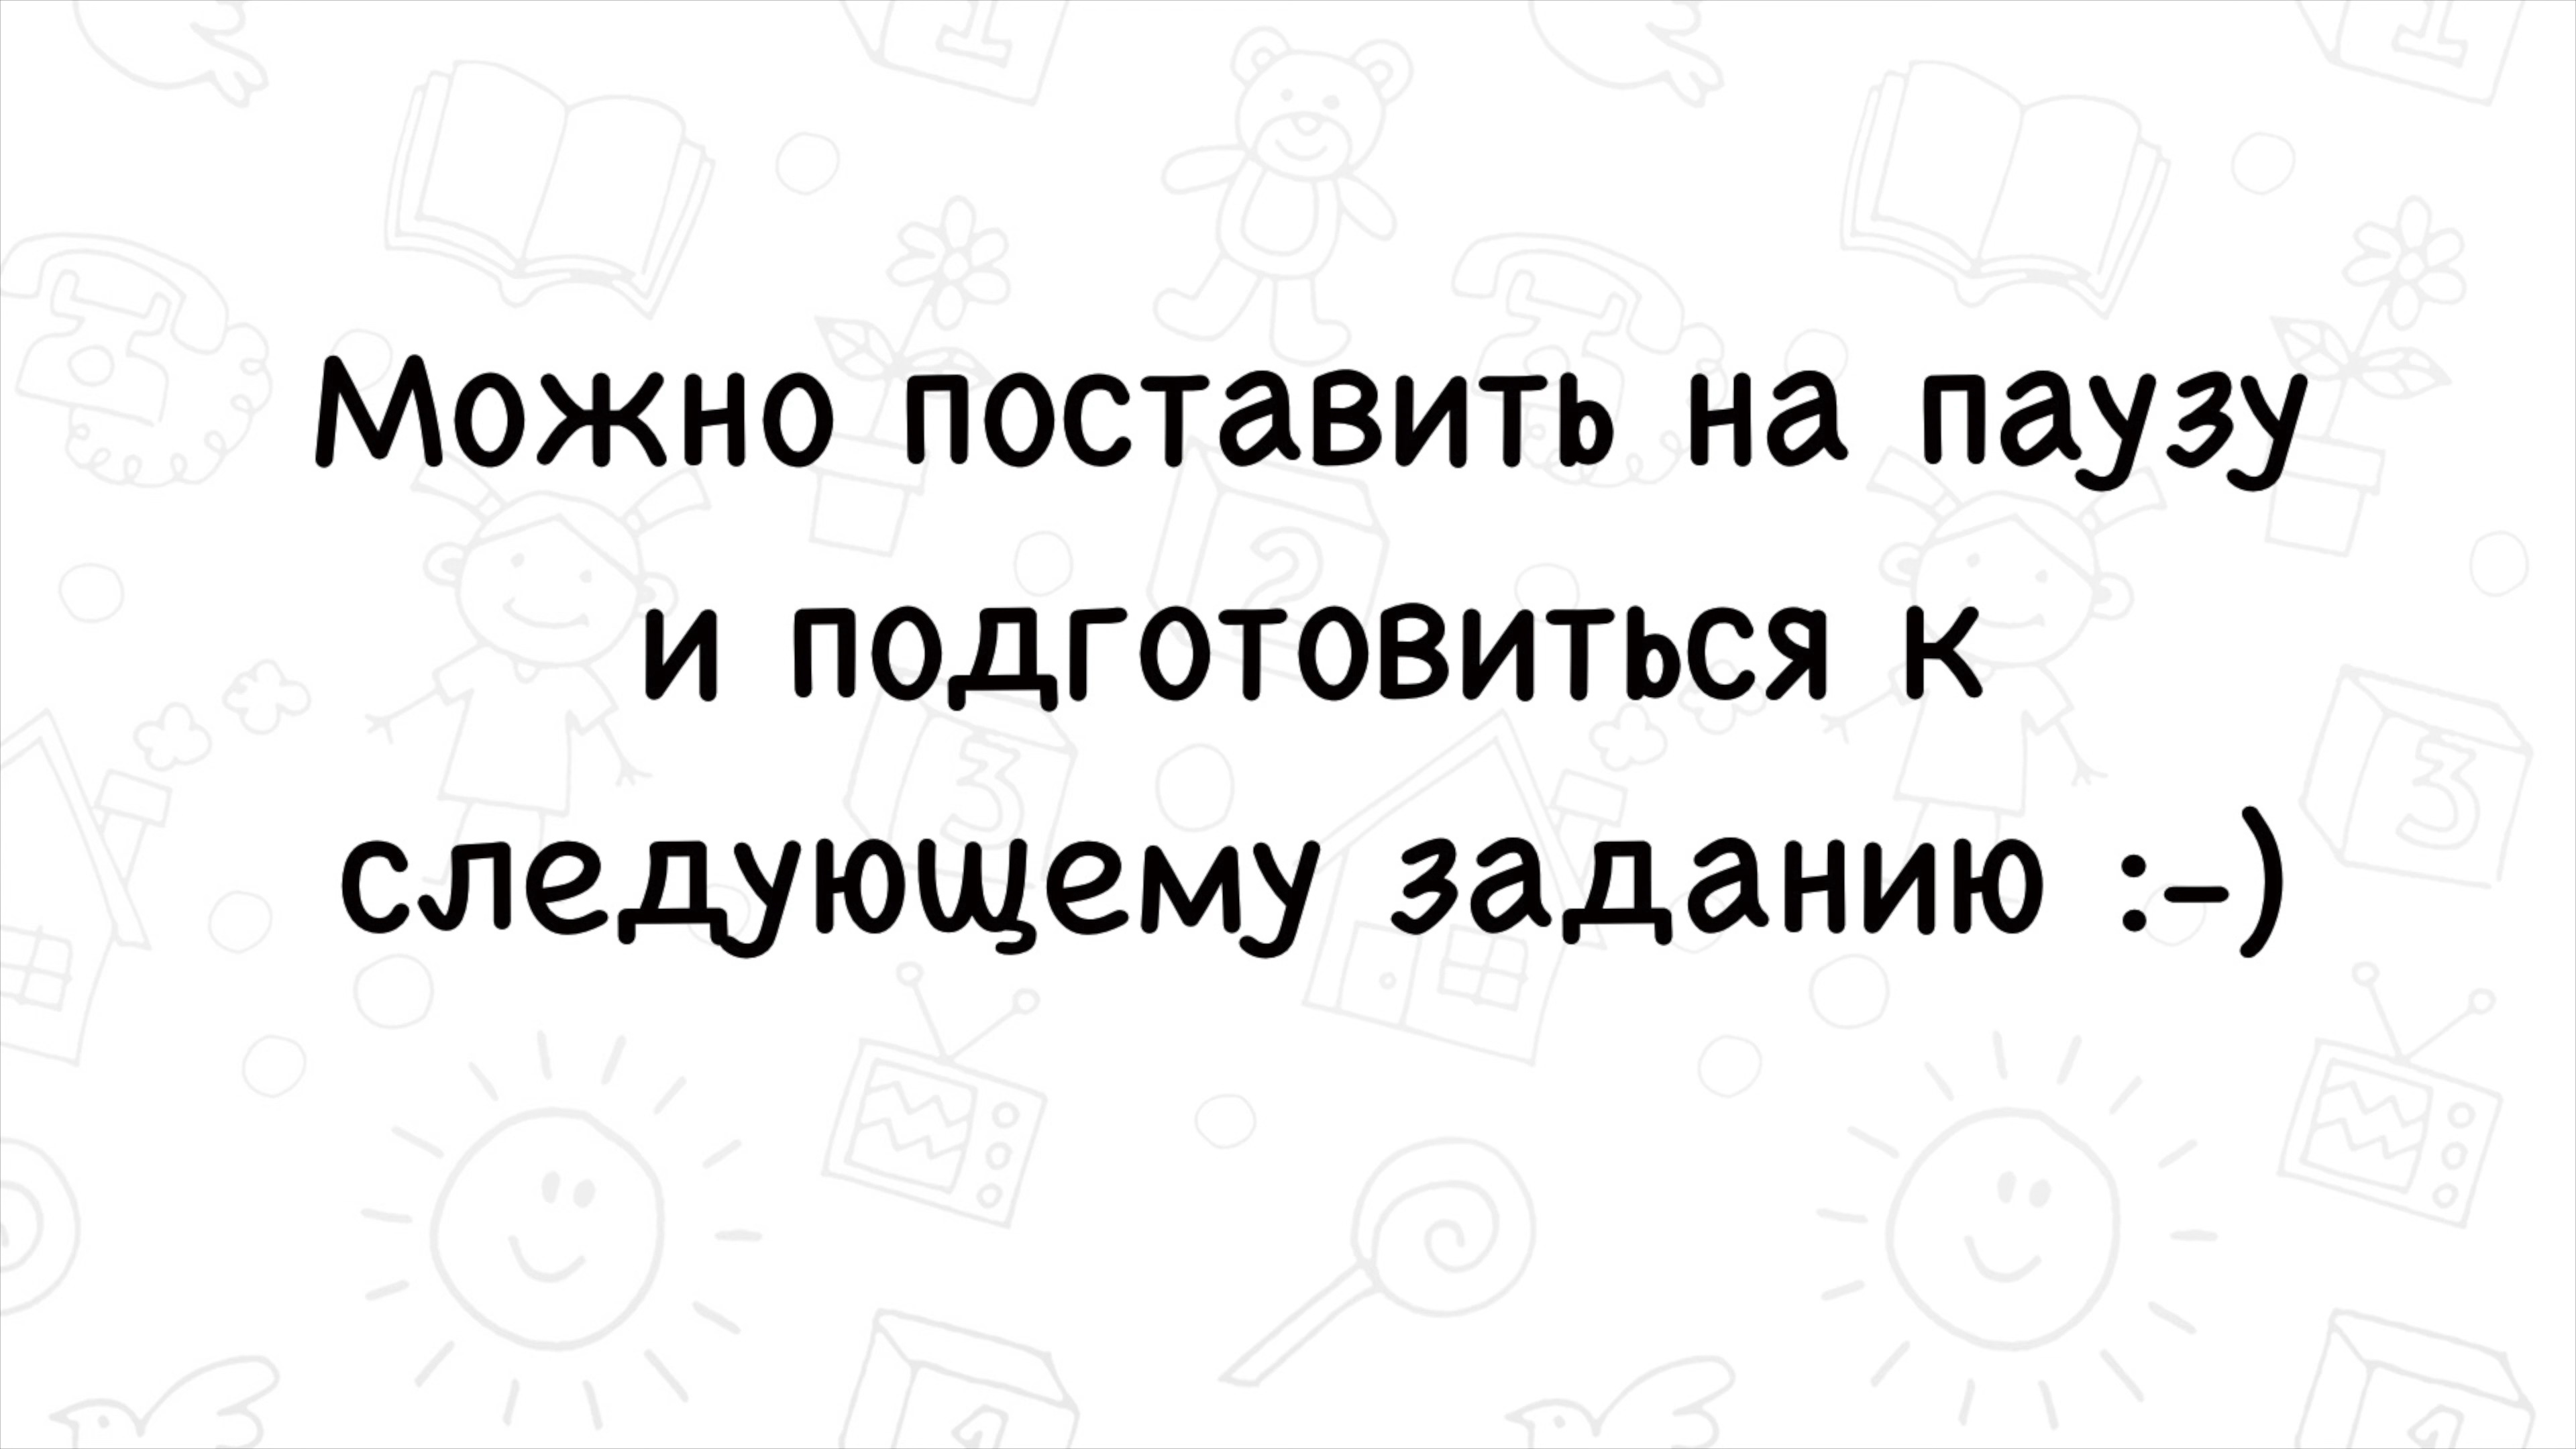 Можно поставить на паузу
и подготовиться к
следующему заданию :-)